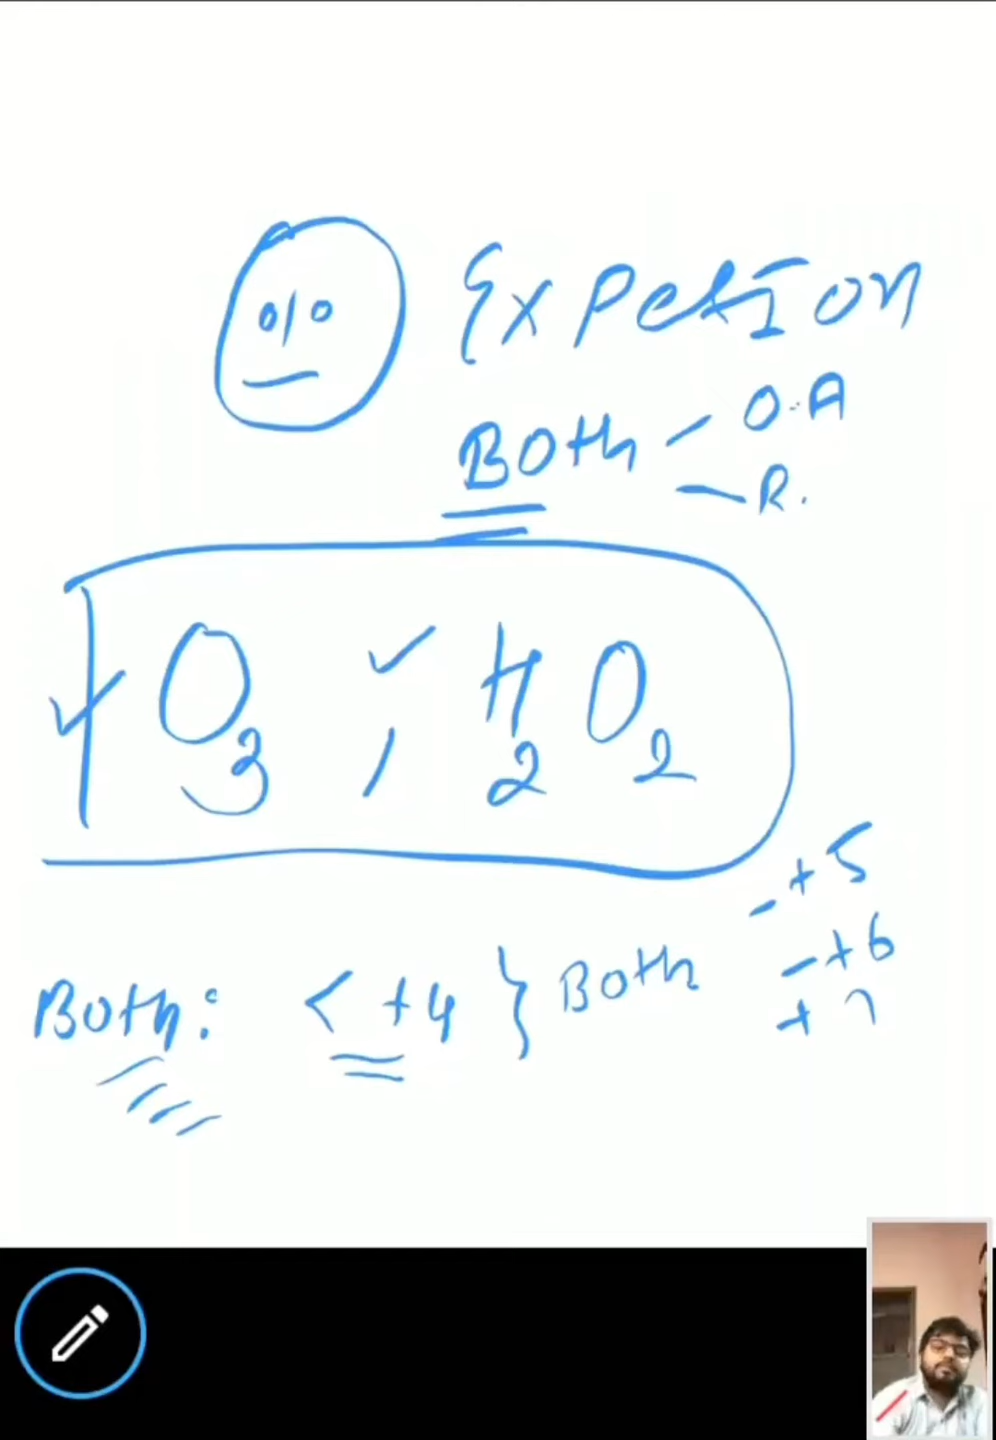 Expetion
Both - O.A
- R.
O3 , H2O2
Both: < +4 } Both
- +5
- +6
+7